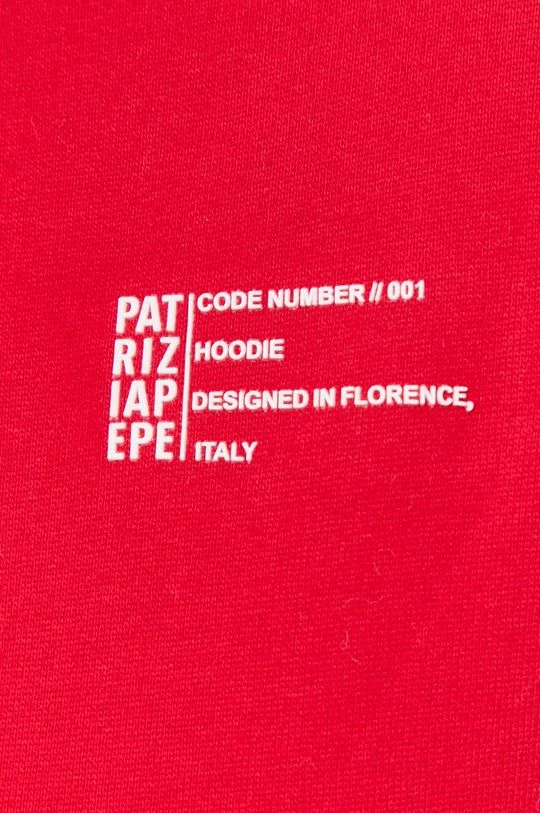 PAT
RIZ
IAP
EPE
CODE NUMBER // 001
HOODIE
DESIGNED IN FLORENCE,
ITALY